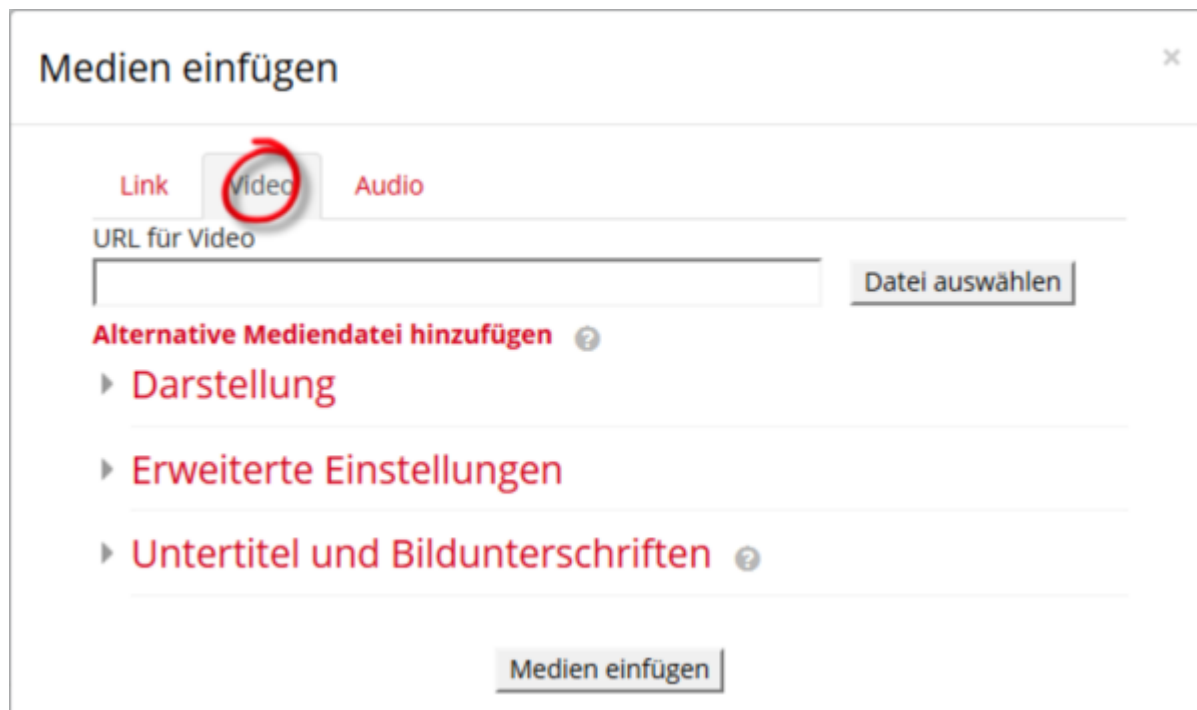 Medien einfügen
Link Video Audio
URL für Video
Datei auswählen
Alternative Mediendatei hinzufügen
Darstellung
Erweiterte Einstellungen
Untertitel und Bildunterschriften
Medien einfügen